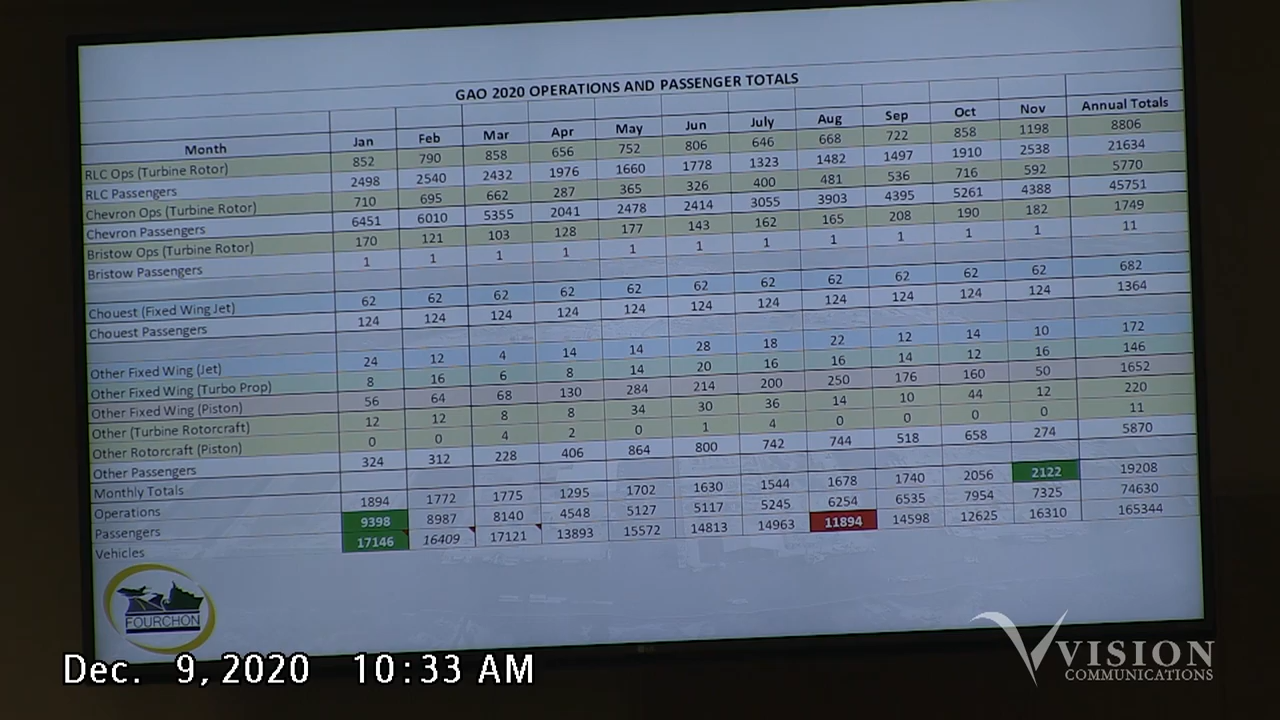 GAO 2020 OPERATIONS AND PASSENGER TOTALS
Month Jan Feb Mar Apr May Jun July Aug Sep Oct Nov Annual Totals
RLC Ops (Turbine Rotor) 852 790 858 656 752 806 646 668 722 858 1198 8806
RLC Passengers 2498 2540 2432 1976 1660 1778 1323 1482 1497 1910 2538 21634
Chevron Ops (Turbine Rotor) 710 695 662 287 365 326 400 481 536 716 592 5770
Chevron Passengers 6451 6010 5355 2041 2478 2414 3055 3903 4395 5261 4388 45751
Bristow Ops (Turbine Rotor) 170 121 103 128 177 143 162 165 208 190 182 1749
Bristow Passengers 1 1 1 1 1 1 1 1 1 1 1 11
Chouest (Fixed Wing Jet) 62 62 62 62 62 62 62 62 62 62 62 682
Chouest Passengers 124 124 124 124 124 124 124 124 124 124 124 1364
Other Fixed Wing (Jet) 24 12 4 14 14 28 18 22 12 14 10 172
Other Fixed Wing (Turbo Prop) 8 16 6 8 14 20 16 16 14 12 16 146
Other Fixed Wing (Piston) 56 64 68 130 284 214 200 250 176 160 50 1652
Other (Turbine Rotorcraft) 12 12 8 8 34 30 36 14 10 44 12 220
Other Rotorcraft (Piston) 0 0 4 2 0 1 4 0 0 0 0 11
Other Passengers 324 312 228 406 864 800 742 744 518 658 274 5870
Monthly Totals
Operations 1894 1772 1775 1295 1702 1630 1544 1678 1740 2056 2122 19208
Passengers 9398 8987 8140 4548 5127 5117 5245 6254 6535 7954 7325 74630
Vehicles 17146 16409 17121 13893 15572 14813 14963 11894 14598 12625 16310 165344
FOURCHON
Dec. 9, 2020 10:33 AM
VISION
COMMUNICATIONS